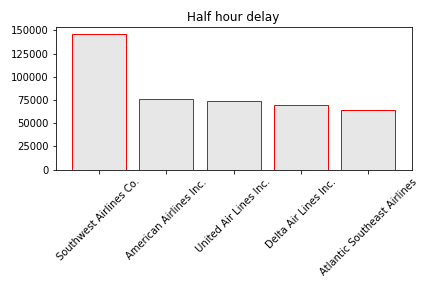 Half hour delay
150000
125000
100000
75000
50000
25000
0
Southwest Airlines Co.
American Airlines Inc.
United Air Lines Inc.
Delta Air Lines Inc.
Atlantic Southeast Airlines